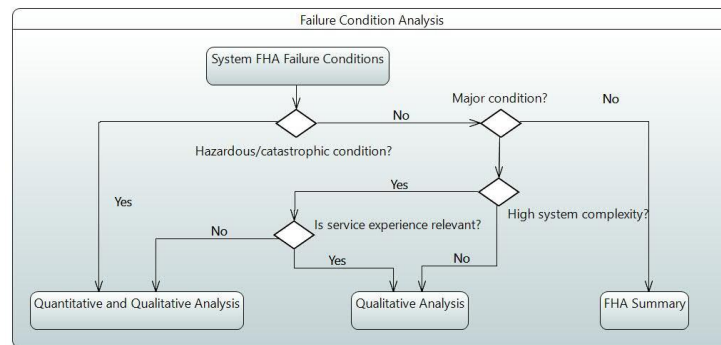 Failure Condition Analysis
System FHA Failure Conditions
Major condition?
No
No
Hazardous/catastrophic condition?
Yes
High system complexity?
Yes
Is service experience relevant?
No
Yes
No
Quantitative and Qualitative Analysis
Qualitative Analysis
FHA Summary